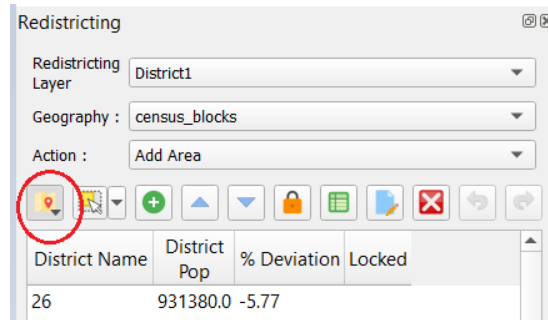 Redistricting
Redistricting
Layer
District1
Geography :
census_blocks
Action :
Add Area
District Name
District
Pop
% Deviation
Locked
26
931380.0
-5.77